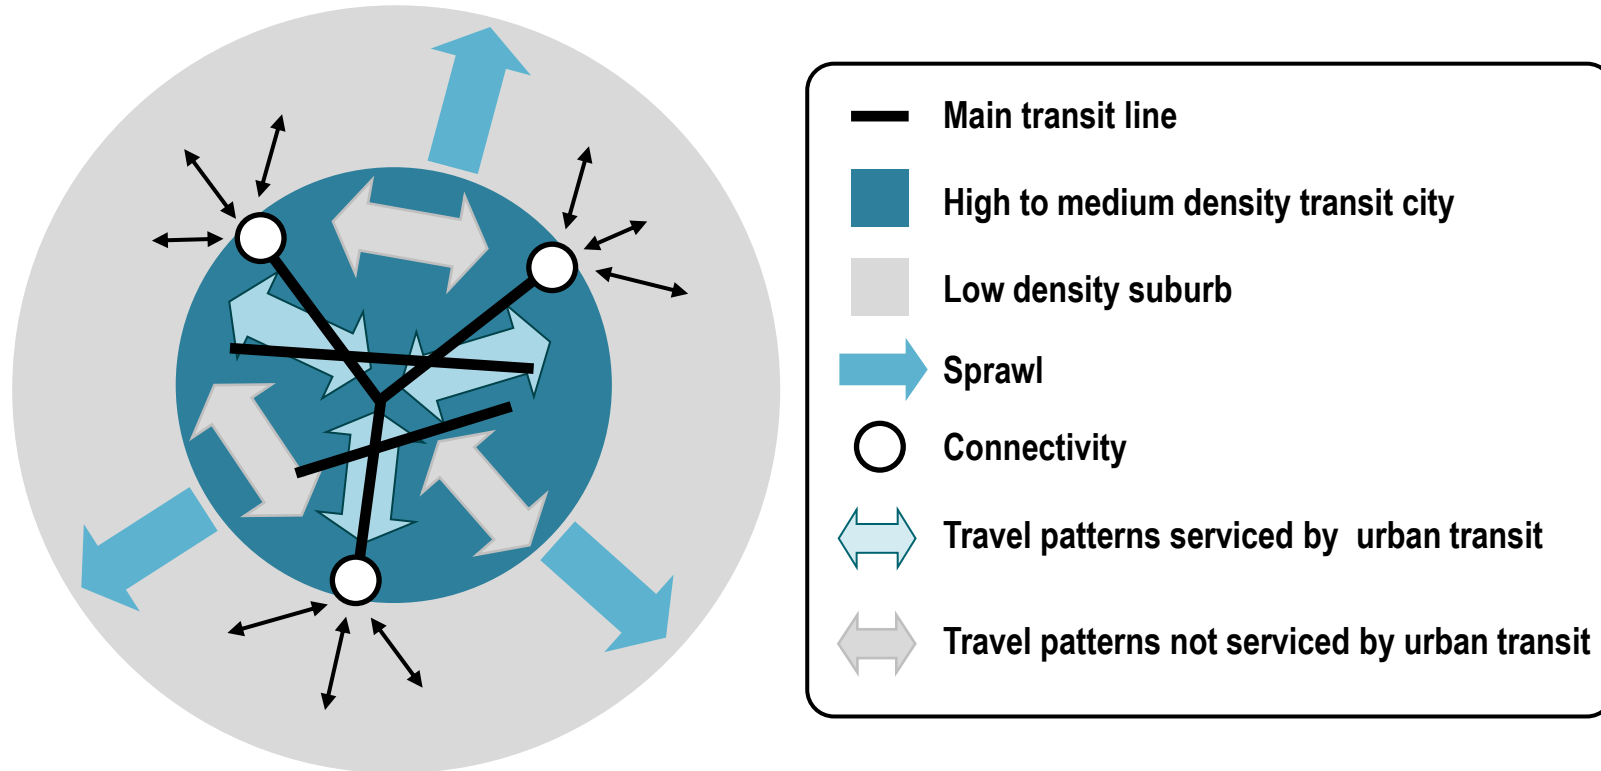 Main transit line
High to medium density transit city
Low density suburb
Sprawl
Connectivity
Travel patterns serviced by  urban transit
Travel patterns not serviced by urban transit